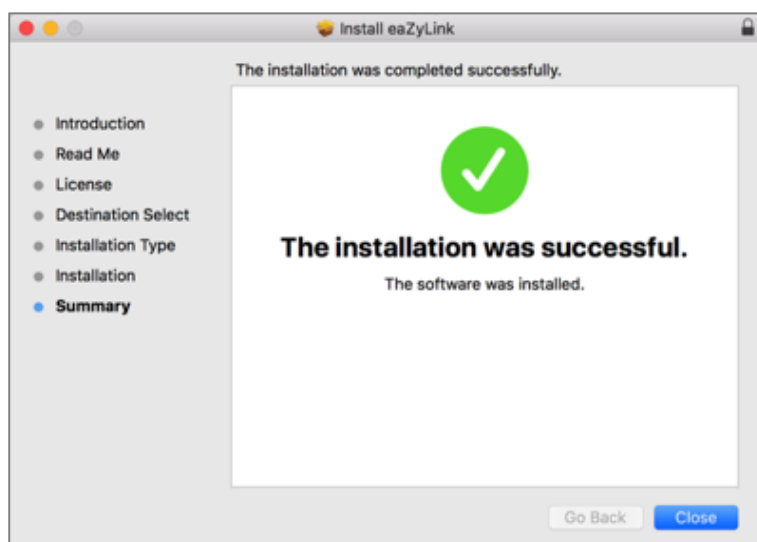 Install eaZyLink
The installation was completed successfully.
Introduction
Read Me
License
Destination Select
Installation Type
Installation
Summary
The installation was successful.
The software was installed.
Go Back
Close